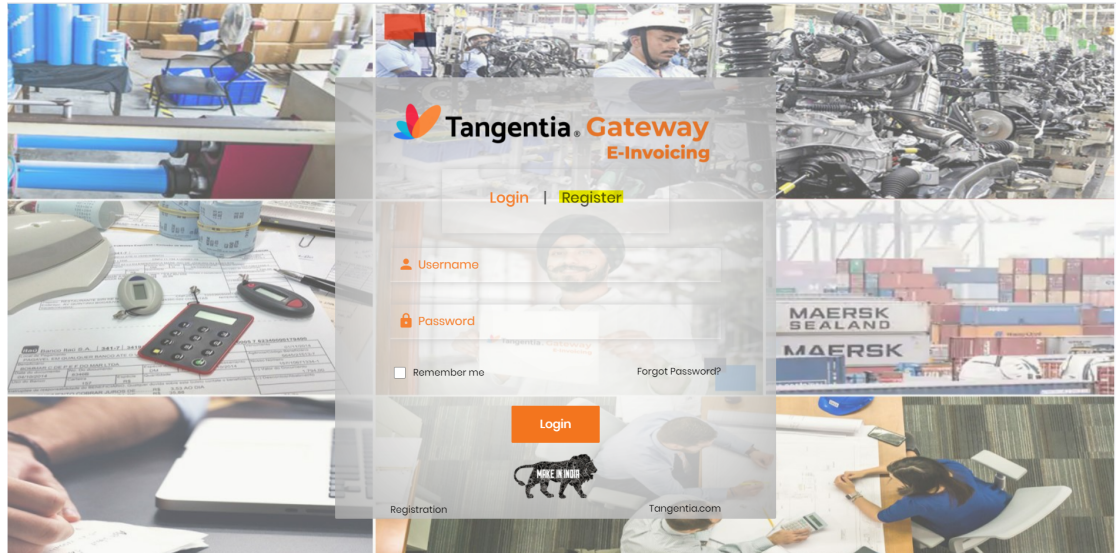 Tangentia® Gateway
E-Invoicing
Login | Register
Username
Password
Remember me
Forgot Password?
Login
MAKE IN INDIA
Registration
Tangentia.com
MAERSK
SEALAND
MAERSK